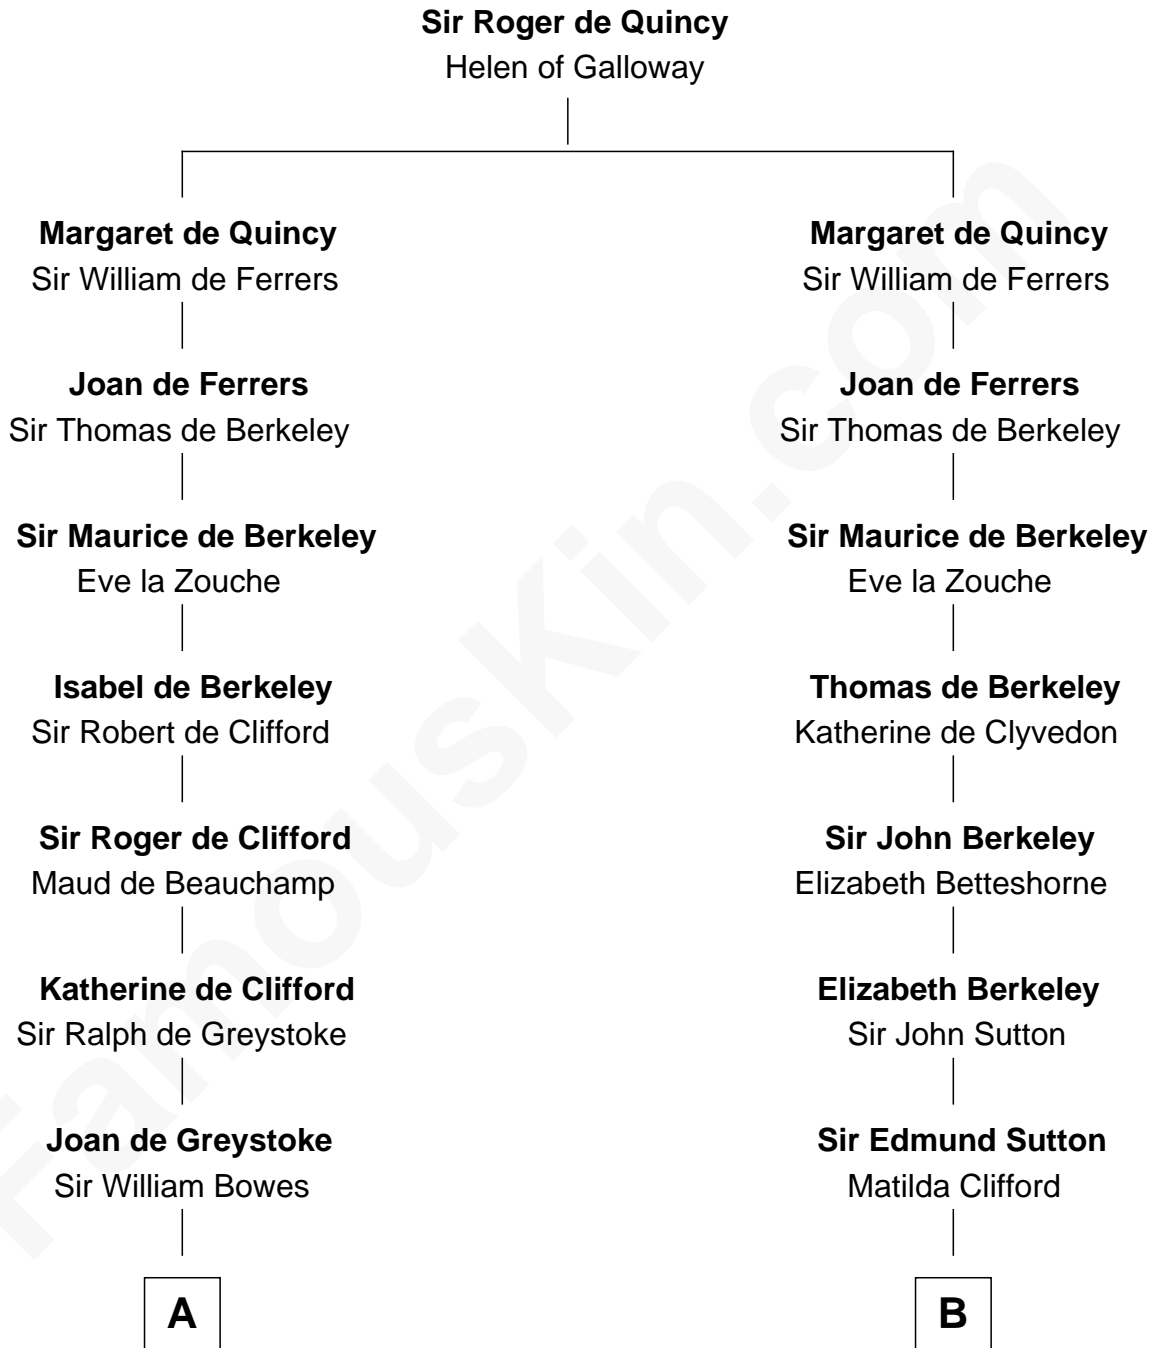 Sir Roger de Quincy
Helen of Galloway
Margaret de Quincy
Sir William de Ferrers
Margaret de Quincy
Sir William de Ferrers
Joan de Ferrers
Sir Thomas de Berkeley
Joan de Ferrers
Sir Thomas de Berkeley
Sir Maurice de Berkeley
Eve la Zouche
Sir Maurice de Berkeley
Eve la Zouche
Isabel de Berkeley
Sir Robert de Clifford
Thomas de Berkeley
Katherine de Clyvedon
Sir Roger de Clifford
Maud de Beauchamp
Sir John Berkeley
Elizabeth Betteshorne
Katherine de Clifford
Sir Ralph de Greystoke
Elizabeth Berkeley
Sir John Sutton
Joan de Greystoke
Sir William Bowes
Sir Edmund Sutton
Matilda Clifford
A
B
FamousKin.com